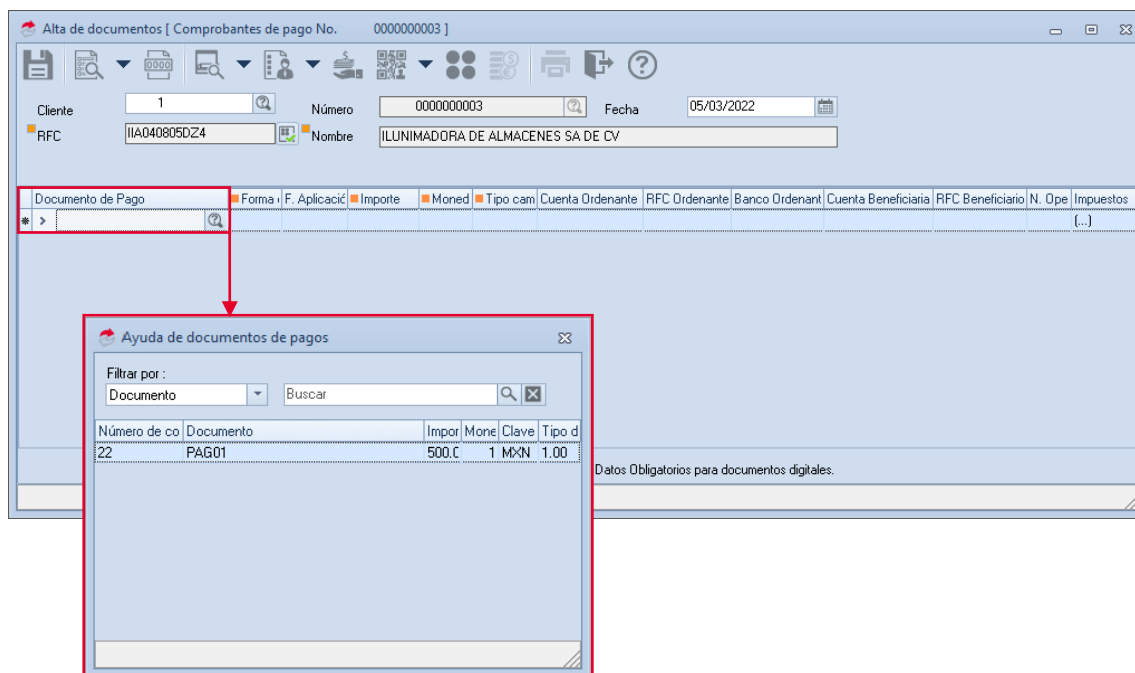 Alta de documentos [ Comprobantes de pago No. 0000000003 ]
0000
Cliente 1 Número 0000000003 Fecha 05/03/2022
RFC IIA040805DZ4 Nombre ILUNIMADORA DE ALMACENES SA DE CV
Documento de Pago Forma F. Aplicació Importe Moned Tipo cam Cuenta Ordenante RFC Ordenante Banco Ordenant Cuenta Beneficiaria RFC Beneficiario N. Ope Impuestos
(...)
Ayuda de documentos de pagos
Filtrar por :
Documento Buscar
Número de co Documento Impor Mone Clave Tipo d
22 PAG01 500.0 1 MXN 1.00
Datos Obligatorios para documentos digitales.